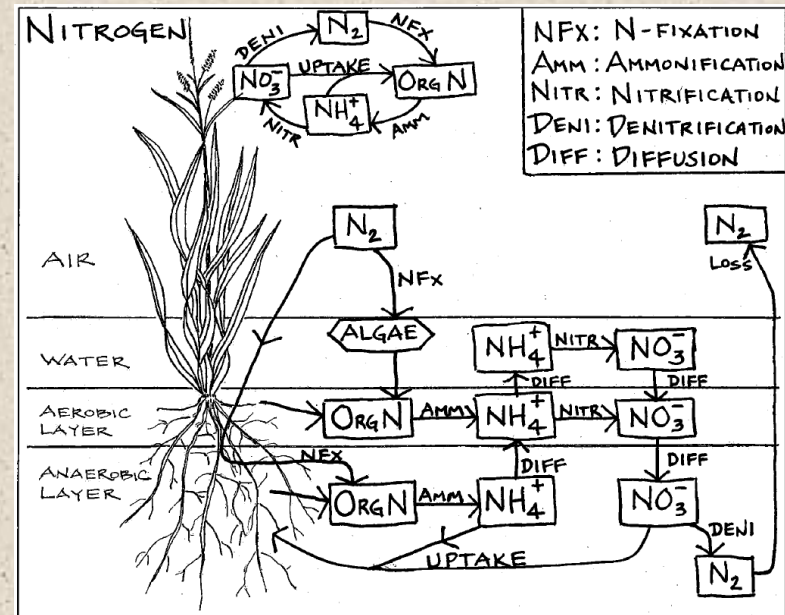 NITROGEN
DENI
N₂
NFX
NO₃⁻
UPTAKE
ORG N
NH₄⁺
NITR
AMM
NFX: N-FIXATION
AMM: AMMONIFICATION
NITR: NITRIFICATION
DENI: DENITRIFICATION
DIFF: DIFFUSION
N₂
N₂
LOSS
AIR
NFX
ALGAE
WATER
NH₄⁺ NITR NO₃⁻
DIFF DIFF
AEROBIC
LAYER
ORG N AMM NH₄⁺ NITR NO₃⁻
NFX
DIFF DIFF
ANAEROBIC
LAYER
ORG N AMM NH₄⁺ NO₃⁻
DENI
UPTAKE
N₂